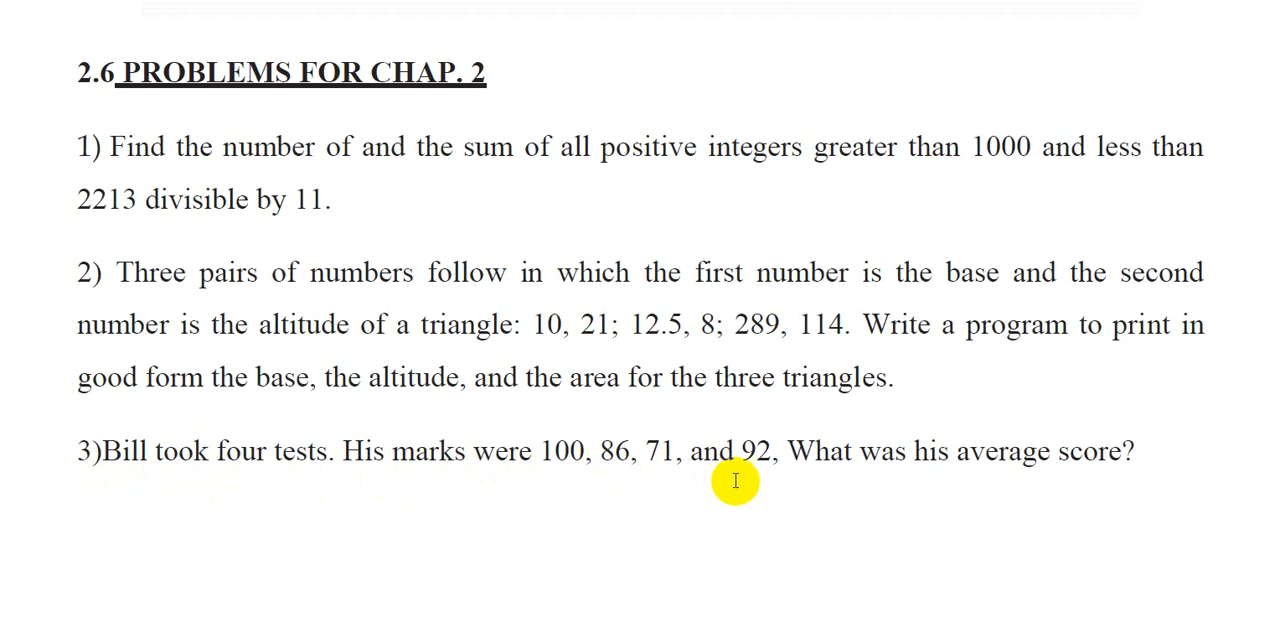 2.6 PROBLEMS FOR CHAP. 2
1) Find the number of and the sum of all positive integers greater than 1000 and less than
2213 divisible by 11.
2) Three pairs of numbers follow in which the first number is the base and the second
number is the altitude of a triangle: 10, 21; 12.5, 8; 289, 114. Write a program to print in
good form the base, the altitude, and the area for the three triangles.
3)Bill took four tests. His marks were 100, 86, 71, and 92, What was his average score?